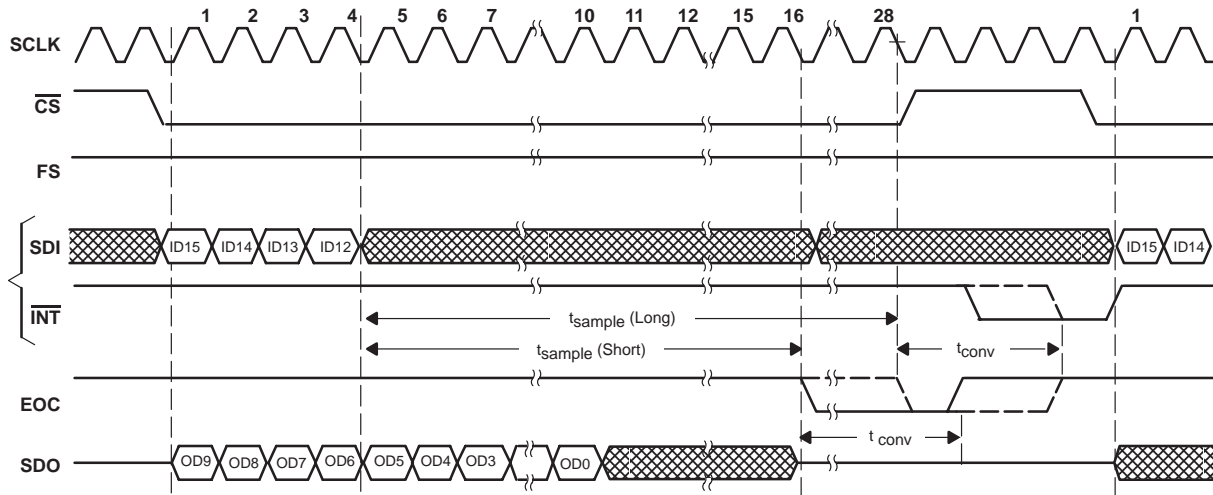 1 2 3 4 5 6 7 10 11 12 15 16 28 1
SCLK
CS
FS
SDI ID15 ID14 ID13 ID12 ID15 ID14
INT
tsample (Long)
tsample (Short) tconv
EOC
t conv
SDO OD9 OD8 OD7 OD6 OD5 OD4 OD3 OD0